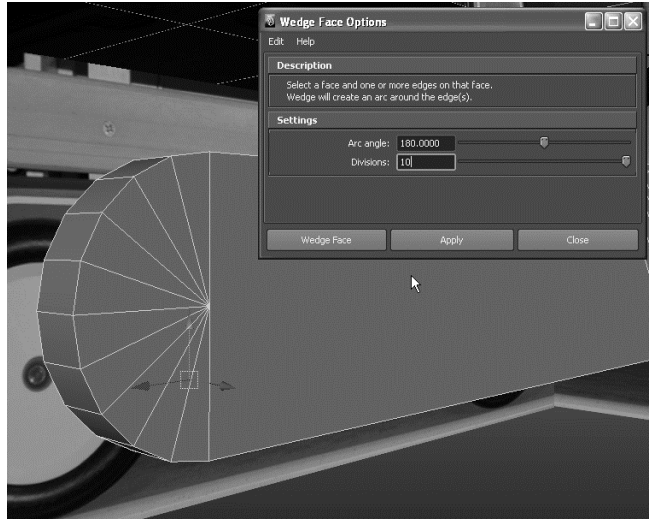 Wedge Face Options
Edit Help
Description
Select a face and one or more edges on that face.
Wedge will create an arc around the edge(s).
Settings
Arc angle: 180.0000
Divisions: 10
Wedge Face Apply Close